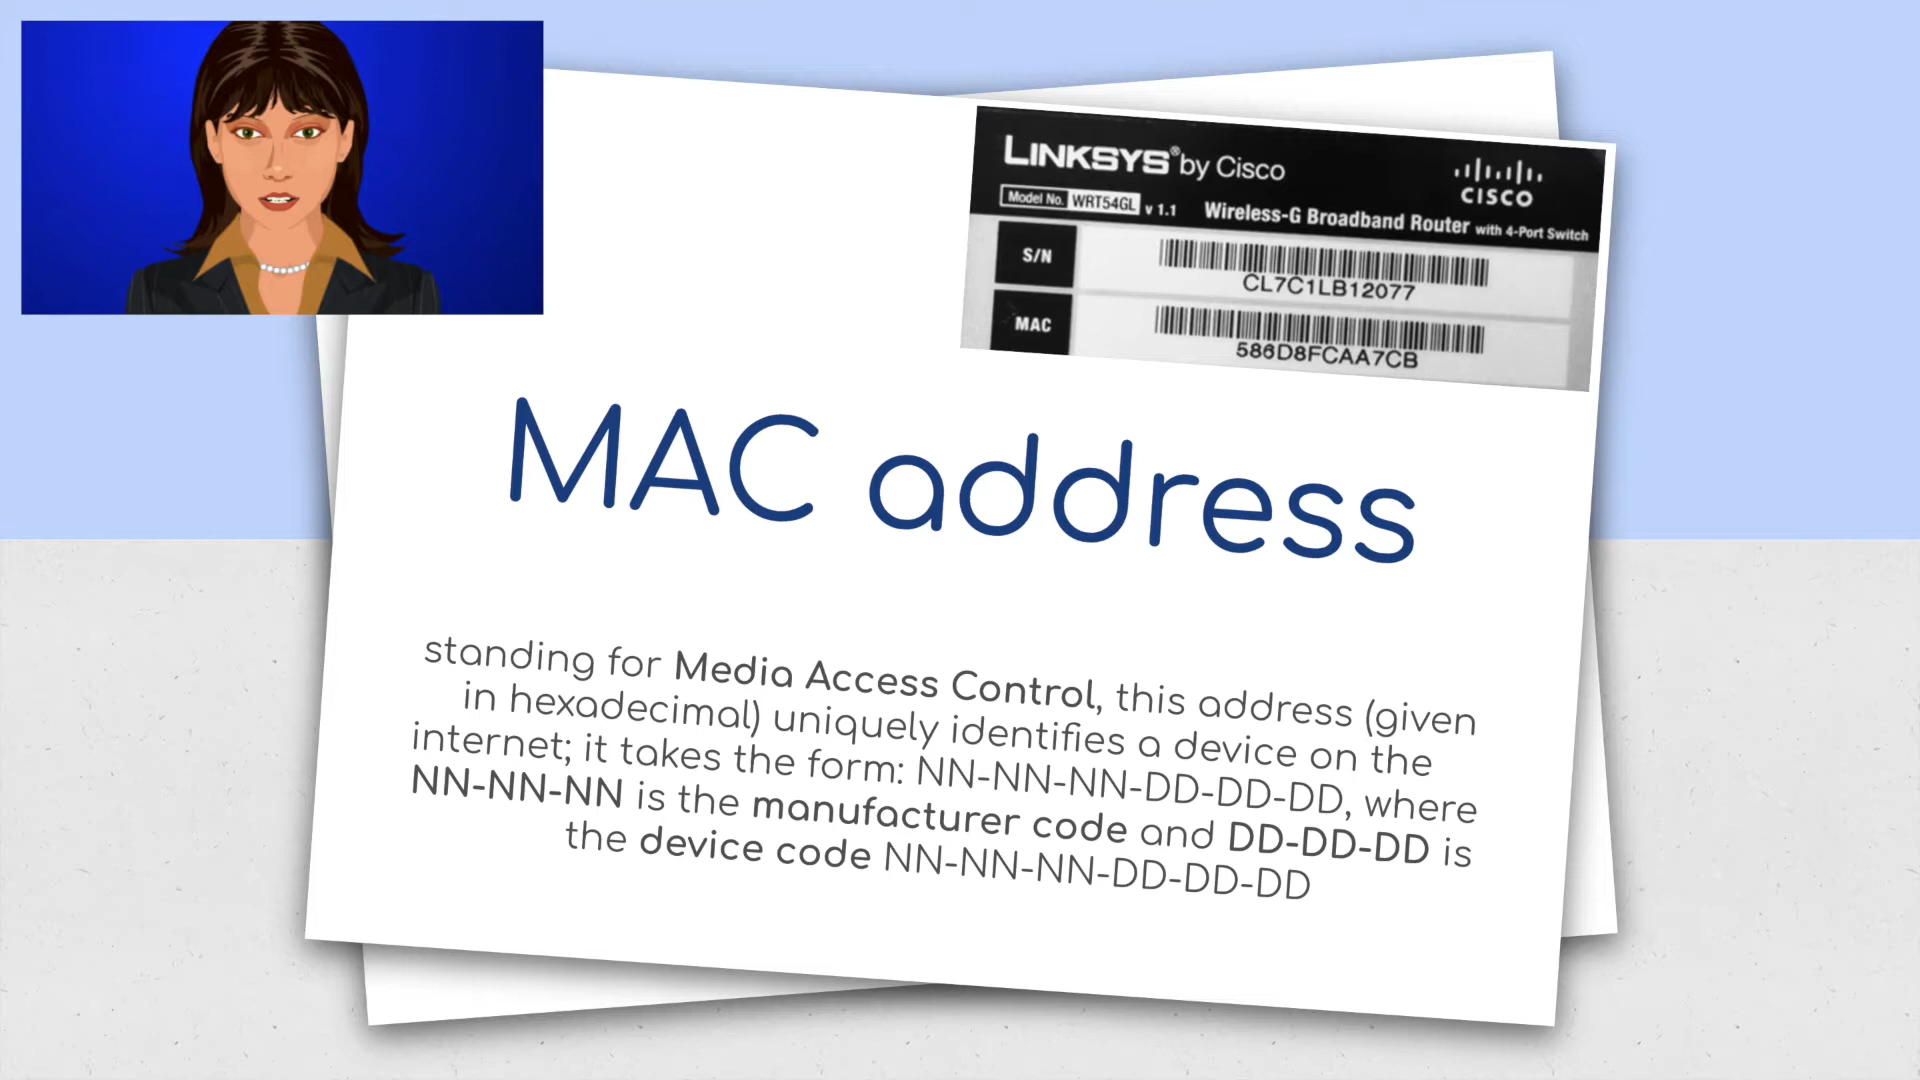 LINKSYS® by Cisco
CISCO
Model No. WRT54GL v 1.1 Wireless-G Broadband Router with 4-Port Switch
S/N
CL7C1LB12077
MAC
586D8FCAA7CB
MAC address
standing for Media Access Control, this address (given
in hexadecimal) uniquely identifies a device on the
internet; it takes the form: NN-NN-NN-DD-DD-DD, where
NN-NN-NN is the manufacturer code and DD-DD-DD is
the device code NN-NN-NN-DD-DD-DD